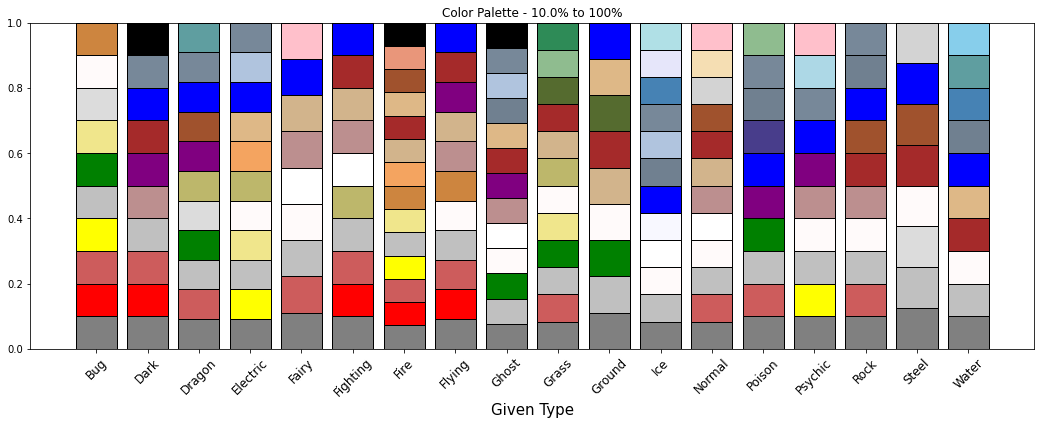 Color Palette - 10.0% to 100%
1.0
0.8
0.6
0.4
0.2
0.0
Bug Dark Dragon Electric Fairy Fighting Fire Flying Ghost Grass Ground Ice Normal Poison Psychic Rock Steel Water
Given Type